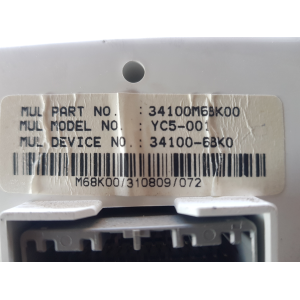 MUL PART NO. : 34100M68K00
MUL MODEL NO. : YC5-001
MUL DEVICE NO.: 34100-68K0
M68K00/310809/072